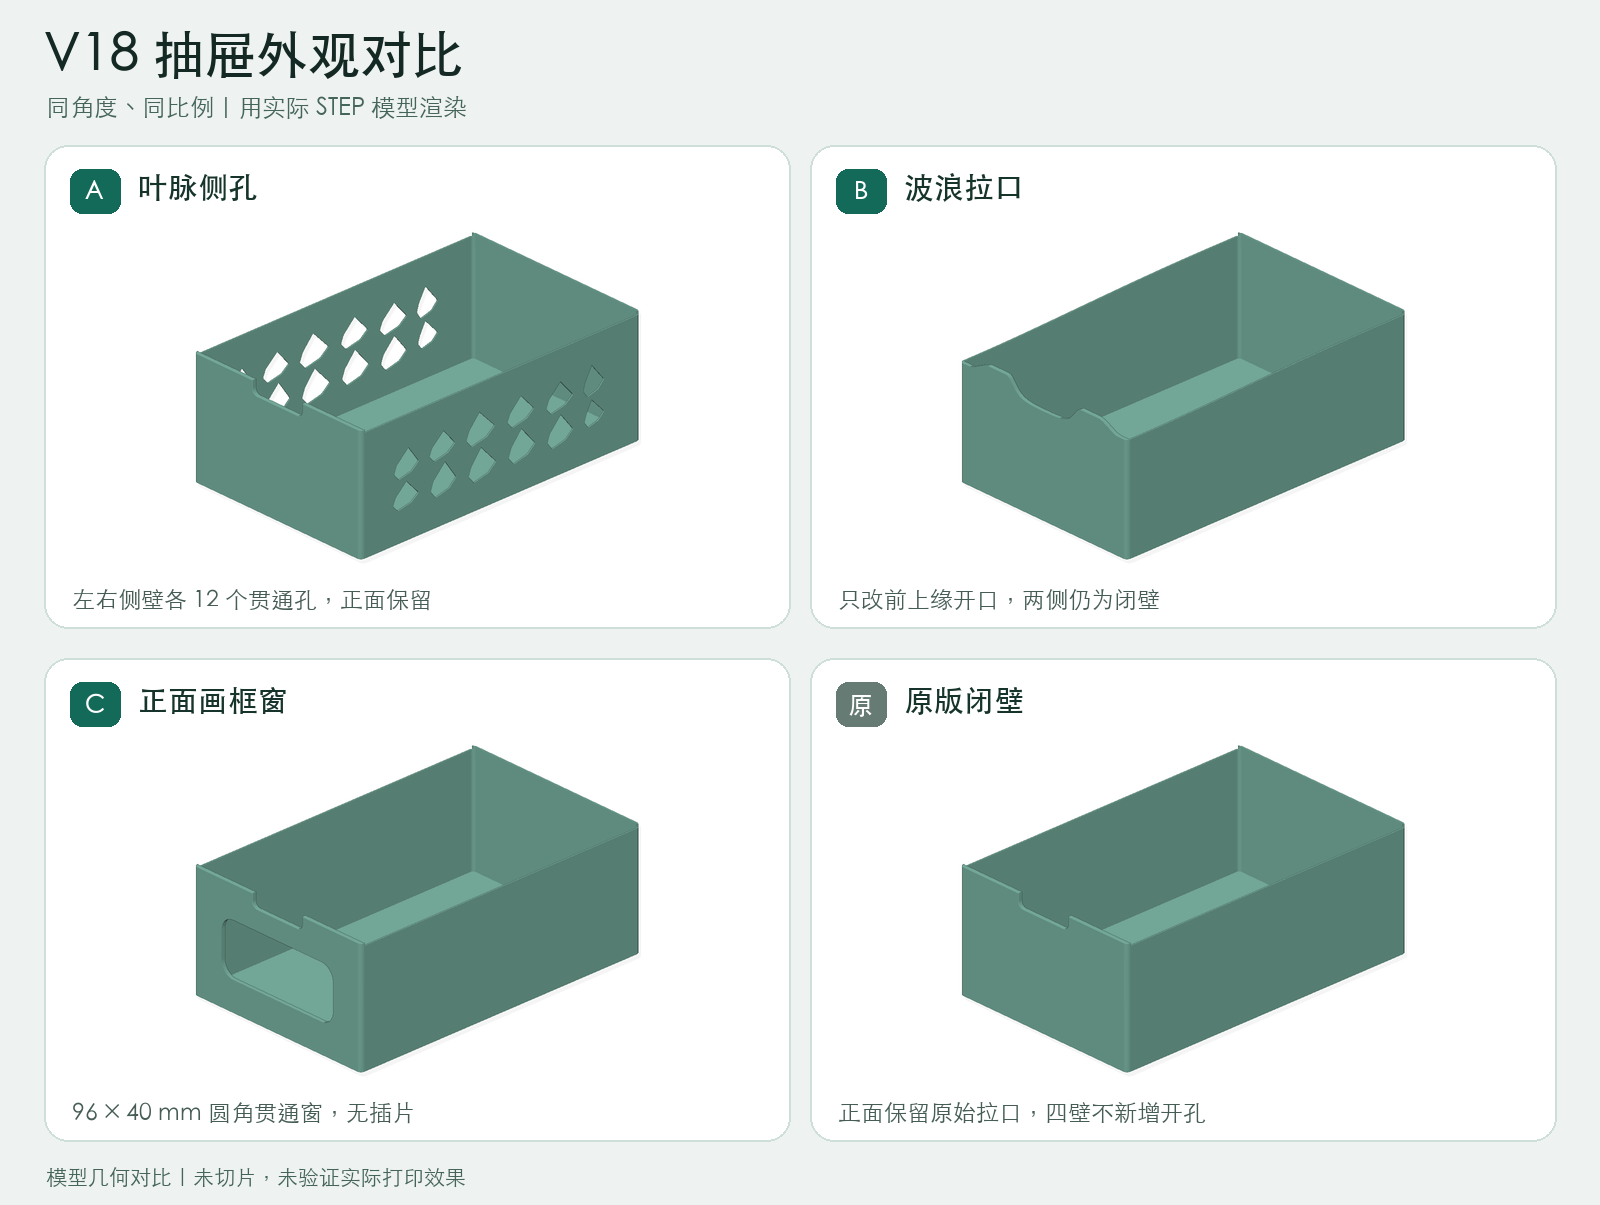 V18 抽屉外观对比
同角度、同比例 | 用实际 STEP 模型渲染
A 叶脉侧孔
左右侧壁各 12 个贯通孔，正面保留
B 波浪拉口
只改前上缘开口，两侧仍为闭壁
C 正面画框窗
96 × 40 mm 圆角贯通窗，无插片
原 原版闭壁
正面保留原始拉口，四壁不新增开孔
模型几何对比 | 未切片，未验证实际打印效果